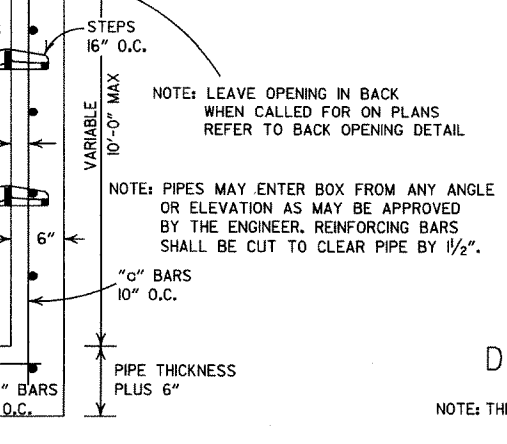 STEPS
16" O.C.
NOTE: LEAVE OPENING IN BACK
WHEN CALLED FOR ON PLANS
REFER TO BACK OPENING DETAIL
VARIABLE
10'-0" MAX
NOTE: PIPES MAY ENTER BOX FROM ANY ANGLE
OR ELEVATION AS MAY BE APPROVED
BY THE ENGINEER. REINFORCING BARS
SHALL BE CUT TO CLEAR PIPE BY 1½".
6"
"c" BARS
10" O.C.
PIPE THICKNESS
PLUS 6"
" BARS
O.C.
D
NOTE: